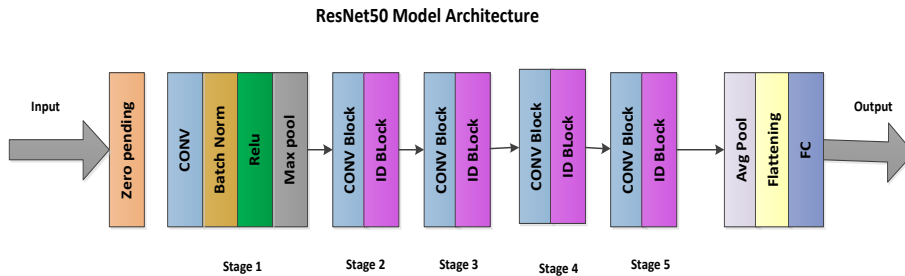 ResNet50 Model Architecture
Input
Zero pending
CONV
Batch Norm
Relu
Max pool
CONV Block
ID BLock
CONV Block
ID BLock
CONV Block
ID BLock
CONV Block
ID BLock
Avg Pool
Flattening
FC
Output
Stage 1
Stage 2
Stage 3
Stage 4
Stage 5